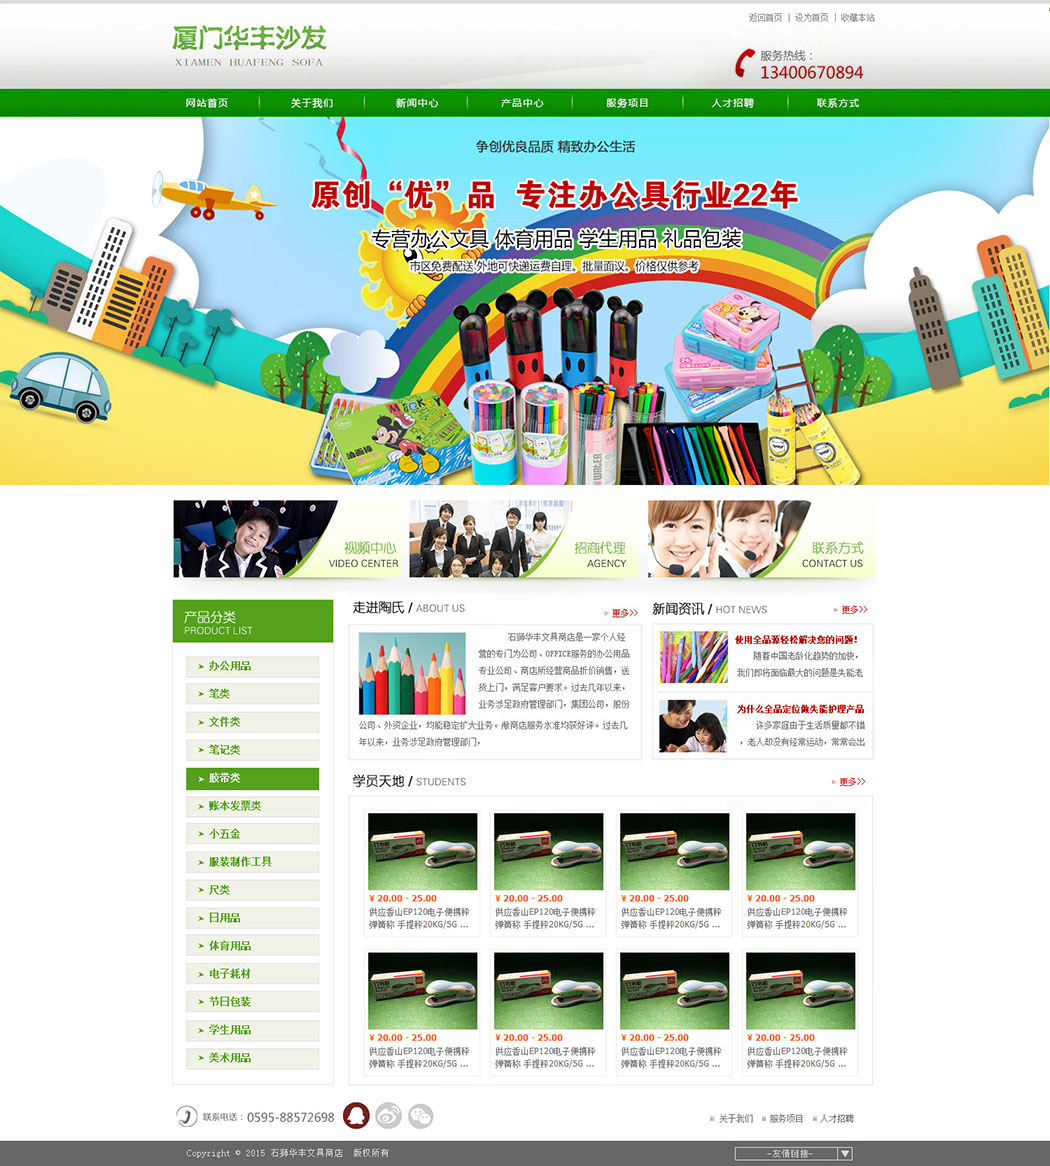 返回首页 | 设为首页 | 收藏本站
厦门华丰沙发
XIAMEN HUAFENG SOFA
服务热线：
13400670894
网站首页 关于我们 新闻中心 产品中心 服务项目 人才招聘 联系方式
争创优良品质 精致办公生活
原创“优”品 专注办公具行业22年
专营办公文具 体育用品 学生用品 礼品包装
市区免费配送,外地可快递运费自理。批量面议。价格仅供参考
油画棒
视频中心
VIDEO CENTER
招商代理
AGENCY
联系方式
CONTACT US
产品分类
PRODUCT LIST
办公用品
笔类
文件类
笔记类
胶带类
账本发票类
小五金
服装制作工具
尺类
日用品
体育用品
电子耗材
节日包装
学生用品
美术用品
走进陶氏 / ABOUT US
更多>>
石狮华丰文具商店是一家个人经
营的专门为公司、OFFICE服务的办公用品
专业公司、商店所经营商品折价销售，送
货上门，满足客户要求。过去几年以来，
业务涉足政府管理部门，集团公司，股份
公司、外资企业，均能稳定扩大业务。敝商店服务水准均获好评。过去几
年以来，业务涉足政府管理部门，
新闻资讯 / HOT NEWS
更多>>
使用全品源轻松解决您的问题！
随着中国老龄化趋势的加快，
我们即将面临最大的问题是失能老
为什么全品定位做失能护理产品
许多家庭由于生活质量都不错
，老人却没有经常运动，常常会出
学员天地 / STUDENTS
更多>>
¥ 20.00 - 25.00
供应香山EP120电子便携秤
弹簧称 手提秤20KG/5G ...
¥ 20.00 - 25.00
供应香山EP120电子便携秤
弹簧称 手提秤20KG/5G ...
¥ 20.00 - 25.00
供应香山EP120电子便携秤
弹簧称 手提秤20KG/5G ...
¥ 20.00 - 25.00
供应香山EP120电子便携秤
弹簧称 手提秤20KG/5G ...
¥ 20.00 - 25.00
供应香山EP120电子便携秤
弹簧称 手提秤20KG/5G ...
¥ 20.00 - 25.00
供应香山EP120电子便携秤
弹簧称 手提秤20KG/5G ...
¥ 20.00 - 25.00
供应香山EP120电子便携秤
弹簧称 手提秤20KG/5G ...
¥ 20.00 - 25.00
供应香山EP120电子便携秤
弹簧称 手提秤20KG/5G ...
联系电话：0595-88572698
关于我们 服务项目 人才招聘
Copyright © 2015 石狮华丰文具商店 版权所有
-友情链接-